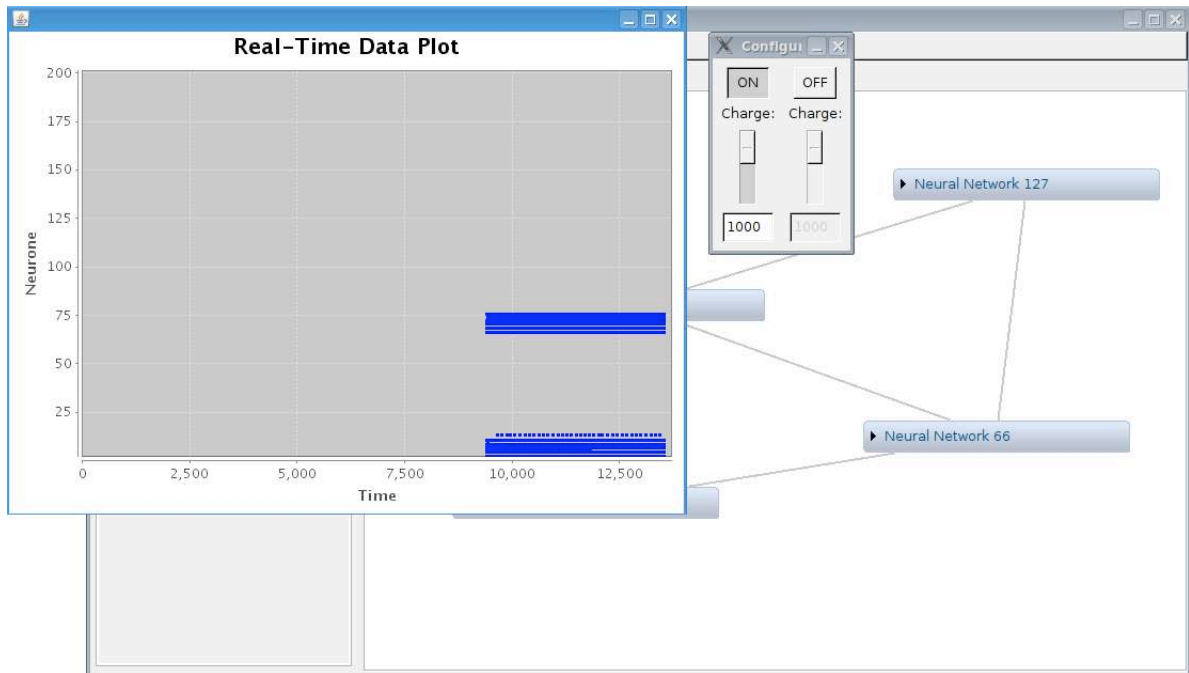 Real-Time Data Plot
200
175
150
125
100
75
50
25
Neurone
0 2,500 5,000 7,500 10,000 12,500
Time
ON OFF
Charge: Charge:
1000 1000
Neural Network 127
Neural Network 66